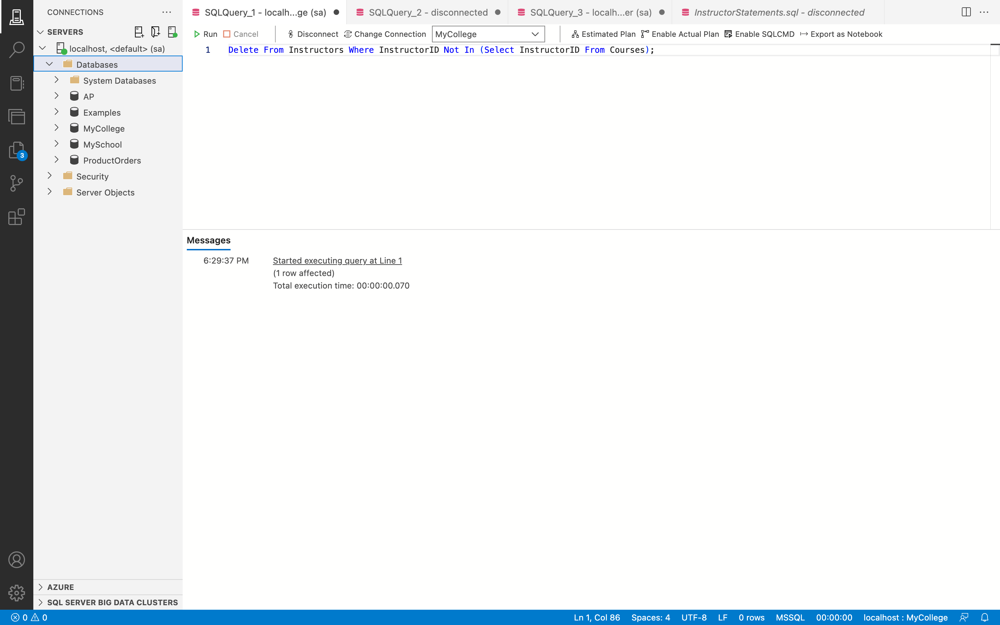 CONNECTIONS
SERVERS
localhost, <default> (sa)
Databases
System Databases
AP
Examples
MyCollege
MySchool
ProductOrders
Security
Server Objects
3
AZURE
SQL SERVER BIG DATA CLUSTERS
SQLQuery_1 - localh...ge (sa)
SQLQuery_2 - disconnected
SQLQuery_3 - localh...er (sa)
InstructorStatements.sql - disconnected
Run Cancel Disconnect Change Connection MyCollege Estimated Plan Enable Actual Plan Enable SQLCMD Export as Notebook
1 Delete From Instructors Where InstructorID Not In (Select InstructorID From Courses);
Messages
6:29:37 PM Started executing query at Line 1
(1 row affected)
Total execution time: 00:00:00.070
0 0 Ln 1, Col 86 Spaces: 4 UTF-8 LF 0 rows MSSQL 00:00:00 localhost : MyCollege